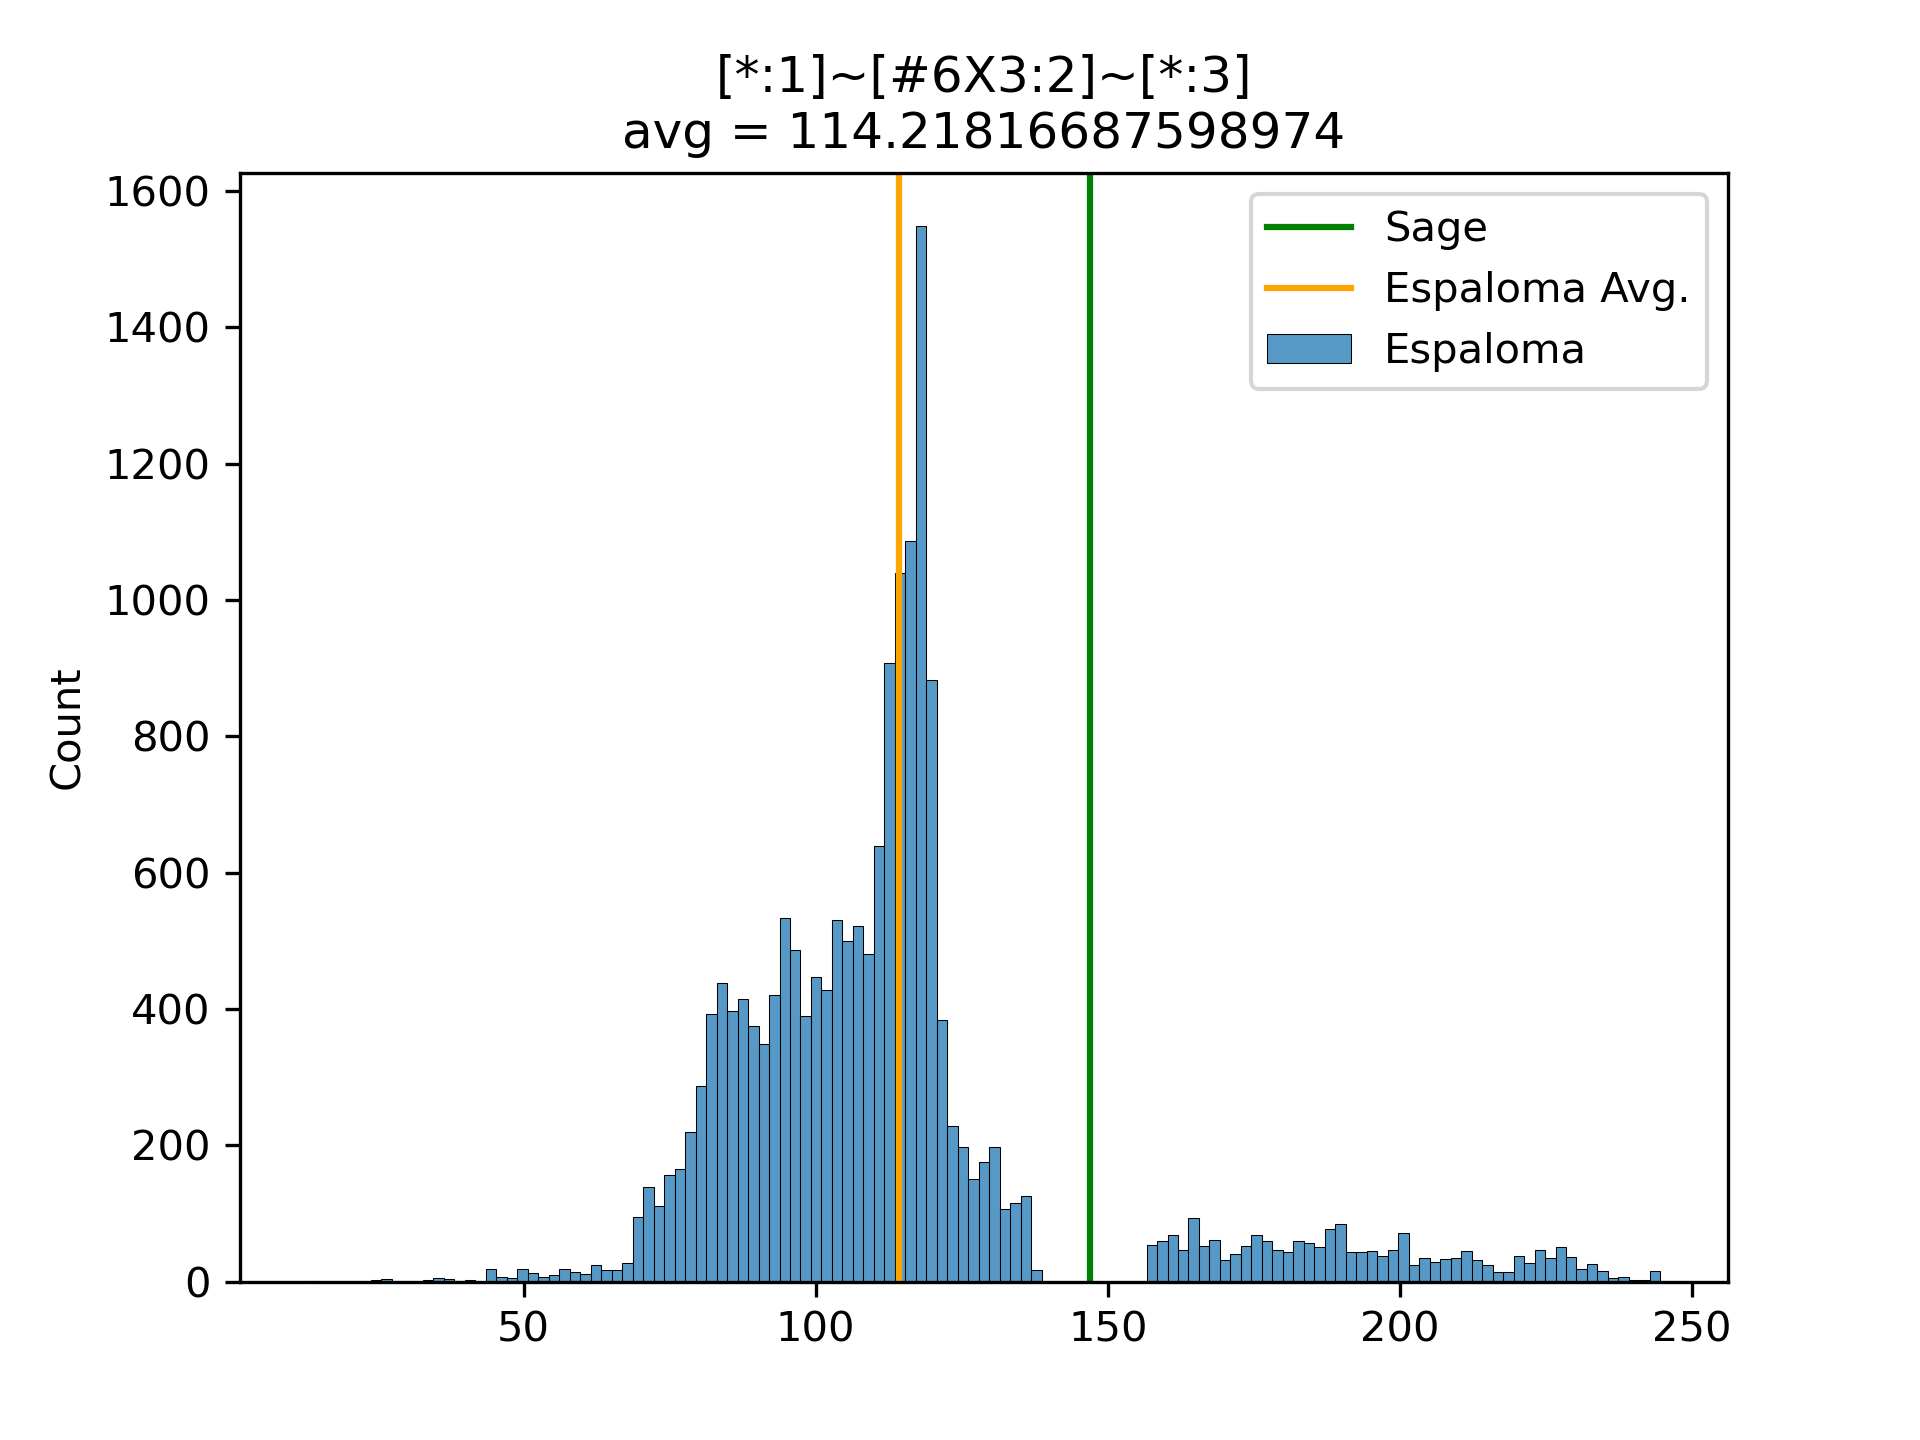 [*:1]~[#6X3:2]~[*:3]
avg = 114.21816687598974
Sage
Espaloma Avg.
Espaloma
Count
1600
1400
1200
1000
800
600
400
200
0
50 100 150 200 250